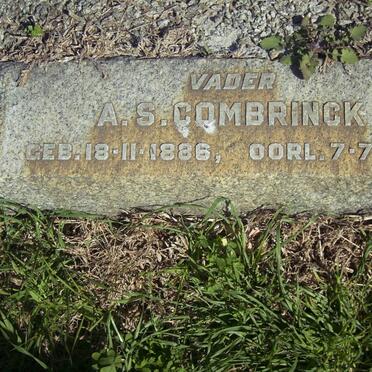 VADER
A. S. COMBRINCK
GEB. 18-11-1886, OORL. 7-7